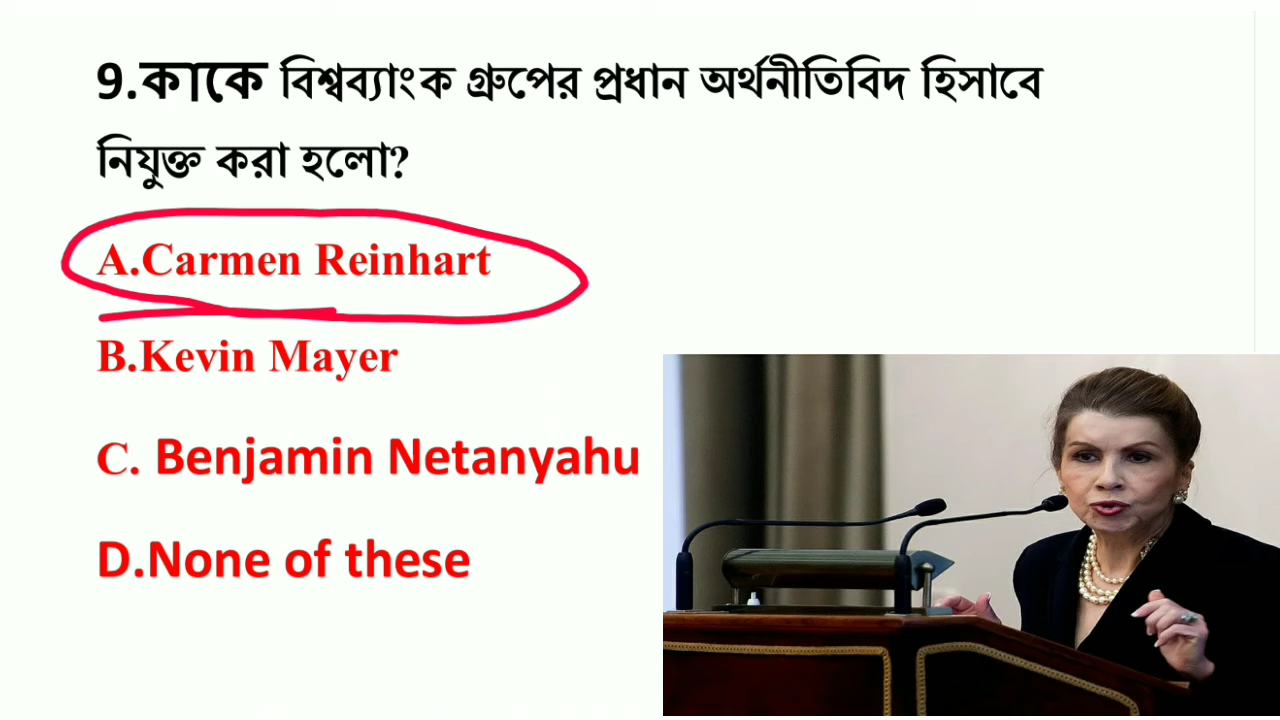 9.কাকে বিশ্বব্যাংক গ্রুপের প্রধান অর্থনীতিবিদ হিসাবে
নিযুক্ত করা হলো?
A.Carmen Reinhart
B.Kevin Mayer
C. Benjamin Netanyahu
D.None of these